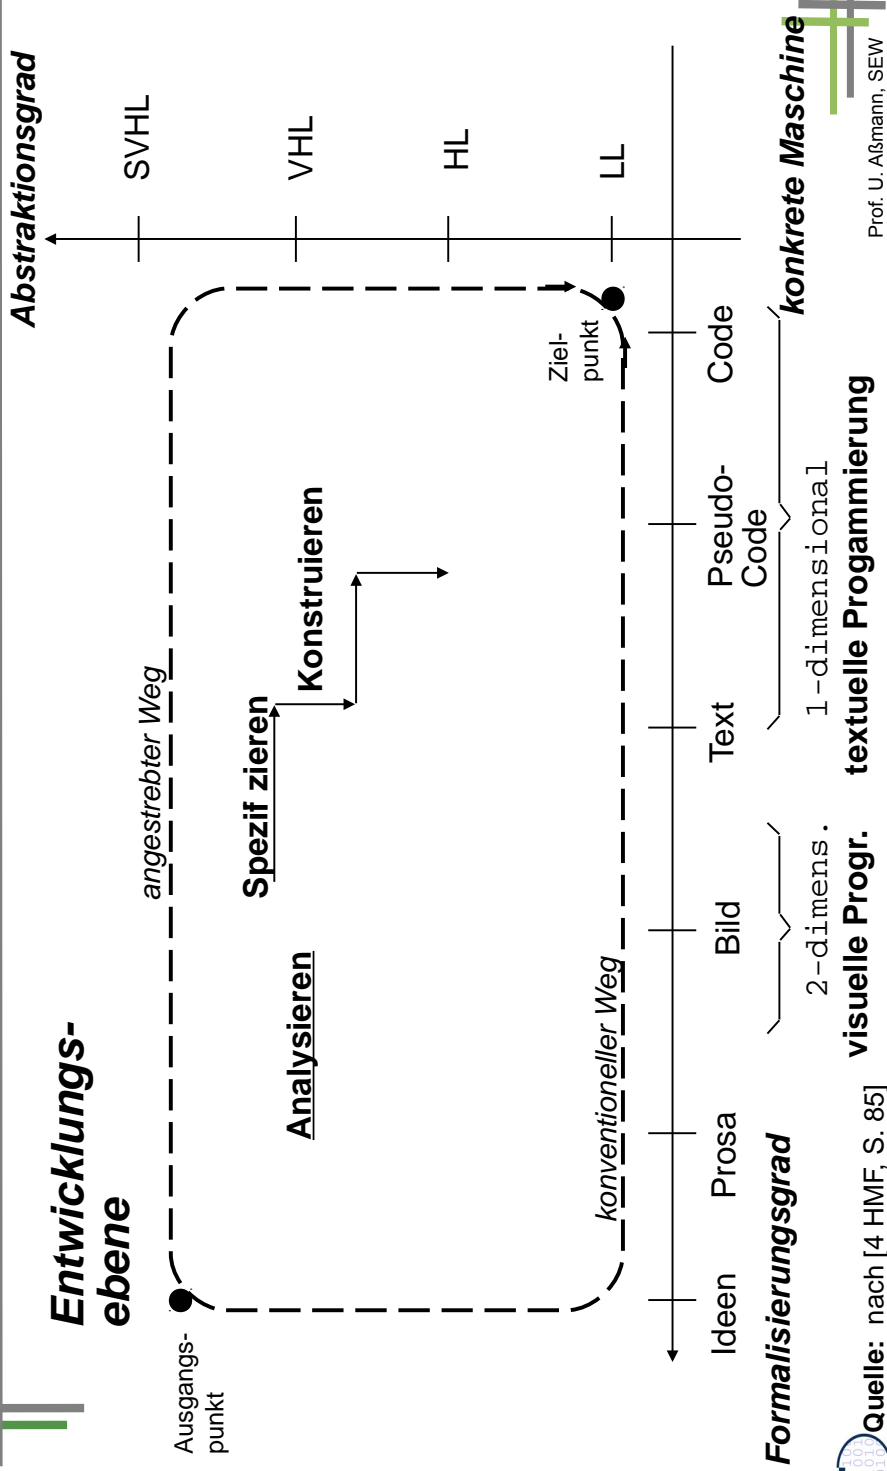 Entwicklungs-
ebene
Abstraktionsgrad
Ausgangs-
punkt
angestrebter Weg
SVHL
Spezif zieren
Analysieren
Konstruieren
VHL
HL
Ziel-
punkt
konventioneller Weg
LL
Ideen
Prosa
Bild
Text
Pseudo-
Code
Code
Formalisierungsgrad
konkrete Maschine
2-dimens.
1-dimensional
visuelle Progr.
textuelle Progammierung
Quelle: nach [4 HMF, S. 85]
Prof. U. Aßmann, SEW